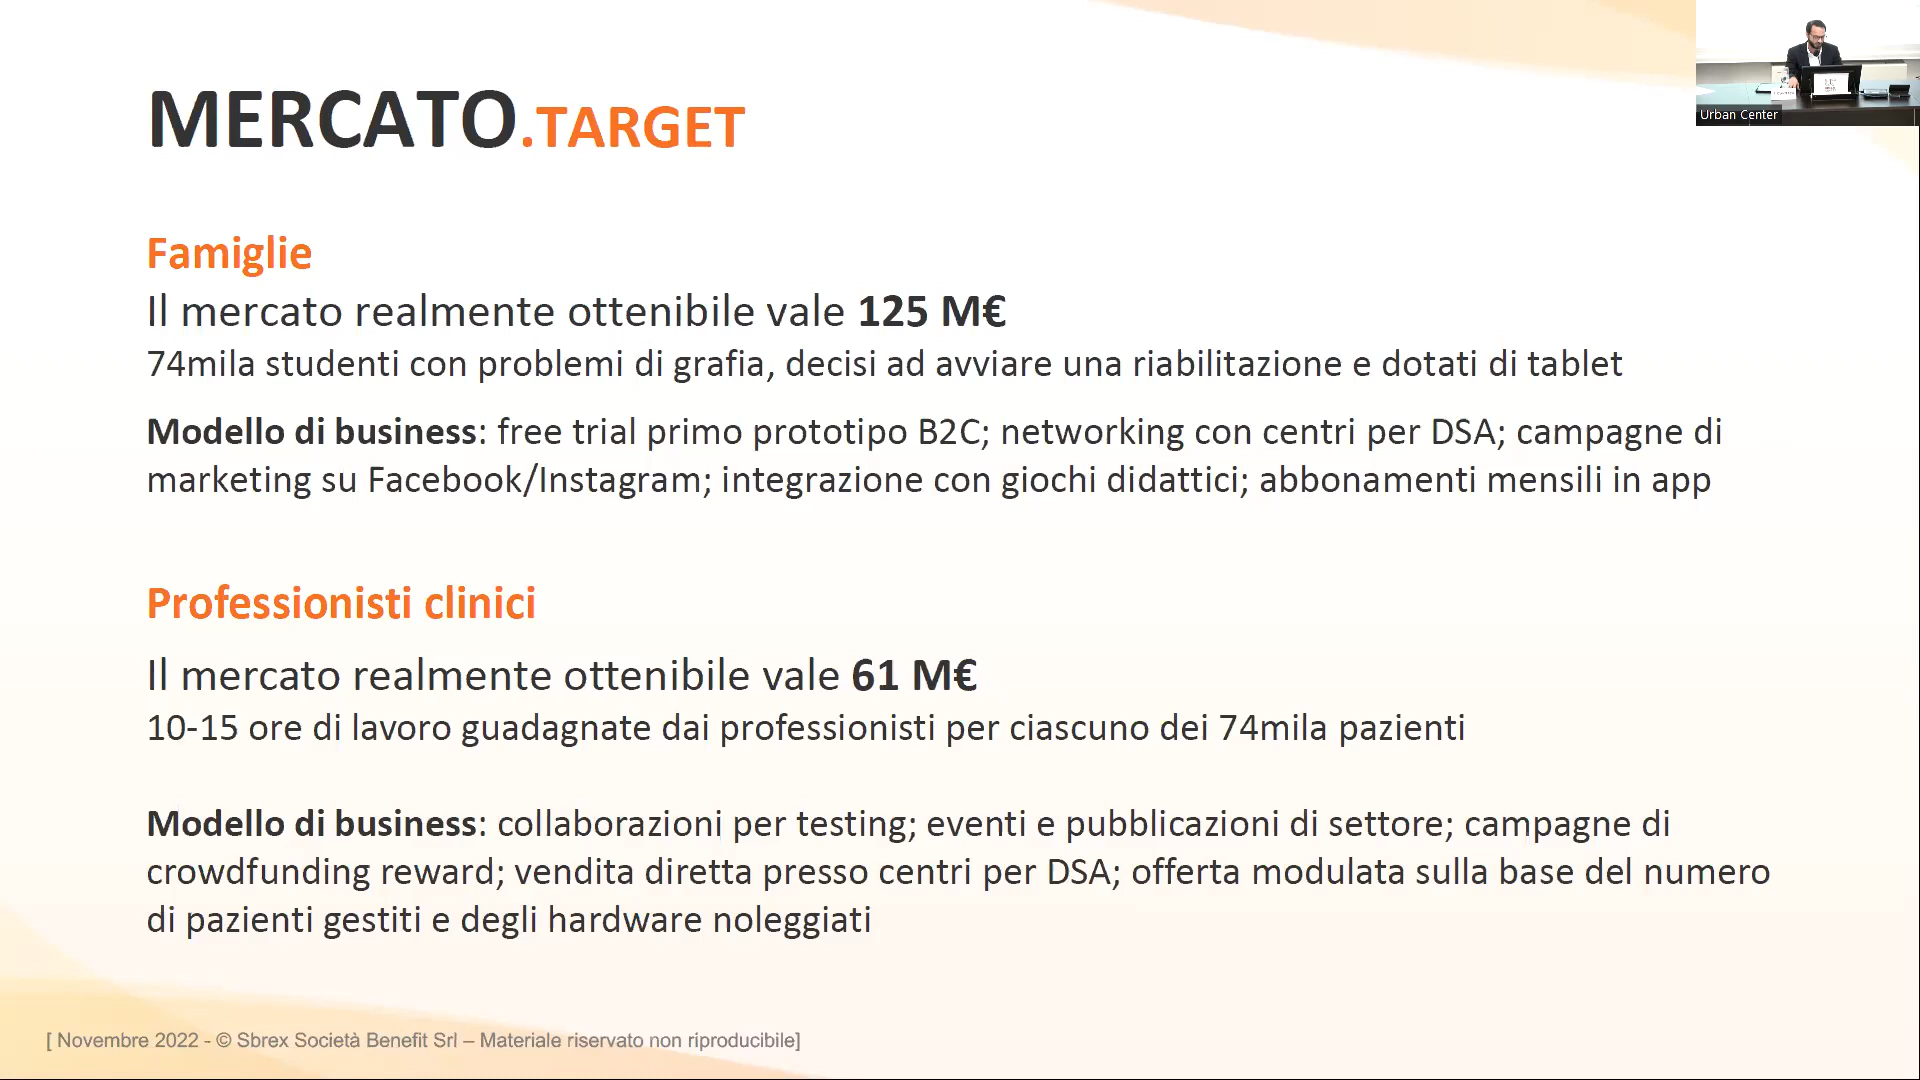 MERCATO.TARGET
Urban Center
Famiglie
Il mercato realmente ottenibile vale 125 M€
74mila studenti con problemi di grafia, decisi ad avviare una riabilitazione e dotati di tablet
Modello di business: free trial primo prototipo B2C; networking con centri per DSA; campagne di
marketing su Facebook/Instagram; integrazione con giochi didattici; abbonamenti mensili in app
Professionisti clinici
Il mercato realmente ottenibile vale 61 M€
10-15 ore di lavoro guadagnate dai professionisti per ciascuno dei 74mila pazienti
Modello di business: collaborazioni per testing; eventi e pubblicazioni di settore; campagne di
crowdfunding reward; vendita diretta presso centri per DSA; offerta modulata sulla base del numero
di pazienti gestiti e degli hardware noleggiati
[ Novembre 2022 - © Sbrex Società Benefit Srl – Materiale riservato non riproducibile]